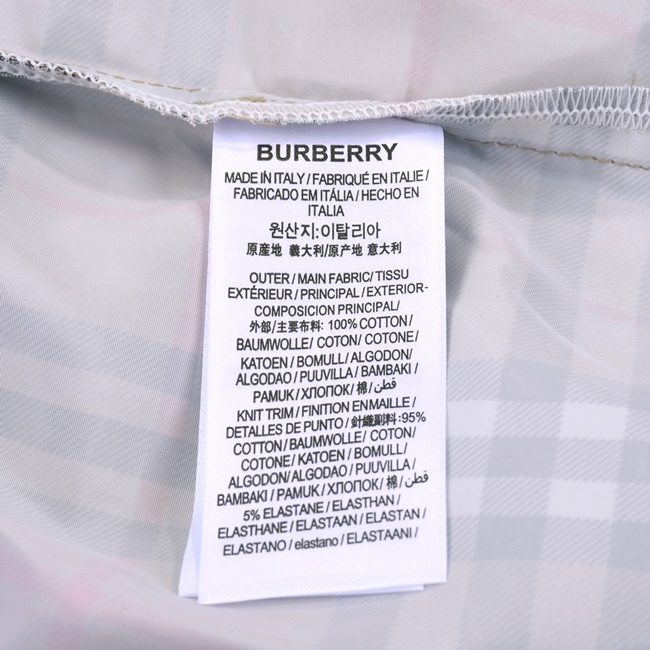 BURBERRY
MADE IN ITALY / FABRIQUÉ EN ITALIE /
FABRICADO EM ITÁLIA / HECHO EN
ITALIA
원산지:이탈리아
原産地 義大利/原产地 意大利
OUTER / MAIN FABRIC/ TISSU
EXTÉRIEUR / PRINCIPAL / EXTERIOR-
COMPOSICION PRINCIPAL/
外部/主要布料: 100% COTTON /
BAUMWOLLE/ COTON/ COTONE/
KATOEN / BOMULL/ ALGODON/
ALGODAO / PUUVILLA / BAMBAKI /
PAMUK / ХЛОПОК/ 棉/ قطن/
KNIT TRIM / FINITION EN MAILLE /
DETALLES DE PUNTO / 針織副料:95%
COTTON/ BAUMWOLLE/ COTON/
COTONE/ KATOEN / BOMULL/
ALGODON/ ALGODAO / PUUVILLA /
BAMBAKI / PAMUK / ХЛОПОК/ 棉/ قطن/
5% ELASTANE / ELASTHAN /
ELASTHANE / ELASTAAN / ELASTAN /
ELASTANO / elastano / ELASTAANI /